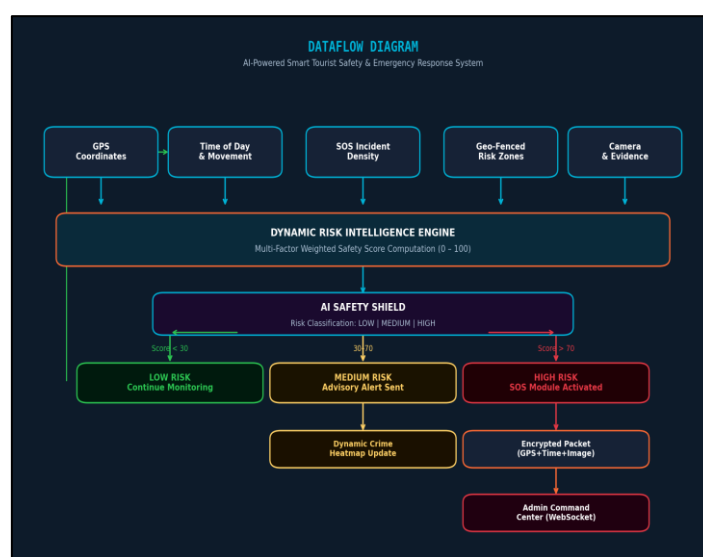 DATAFLOW DIAGRAM
AI-Powered Smart Tourist Safety & Emergency Response System
GPS
Coordinates
Time of Day
& Movement
SOS Incident
Density
Geo-Fenced
Risk Zones
Camera
& Evidence
DYNAMIC RISK INTELLIGENCE ENGINE
Multi-Factor Weighted Safety Score Computation (0 – 100)
AI SAFETY SHIELD
Risk Classification: LOW | MEDIUM | HIGH
Score < 30
30-70
Score > 70
LOW RISK
Continue Monitoring
MEDIUM RISK
Advisory Alert Sent
HIGH RISK
SOS Module Activated
Dynamic Crime
Heatmap Update
Encrypted Packet
(GPS+Time+Image)
Admin Command
Center (WebSocket)